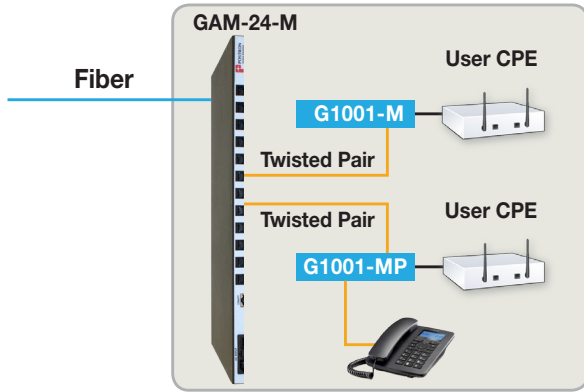 GAM-24-M
Fiber
User CPE
G1001-M
Twisted Pair
Twisted Pair
User CPE
G1001-MP